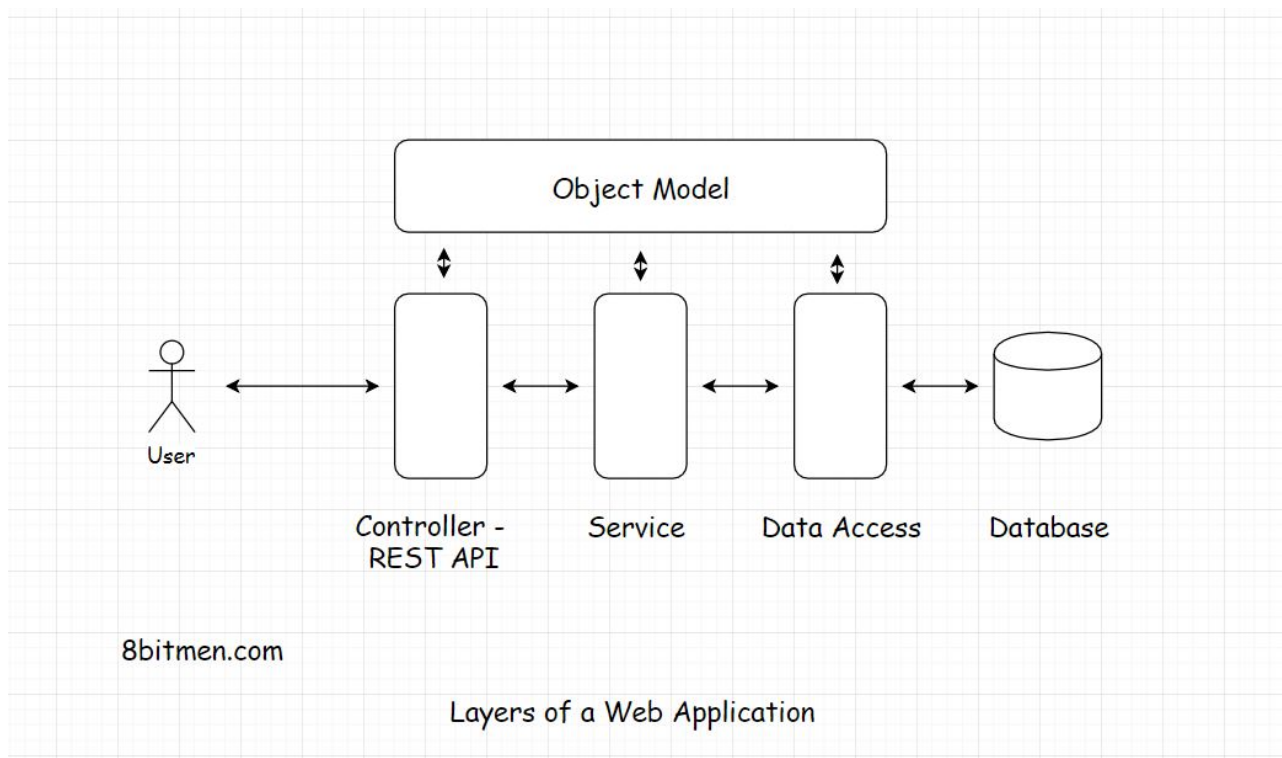 Object Model
User
Controller -
REST API
Service
Data Access
Database
8bitmen.com
Layers of a Web Application